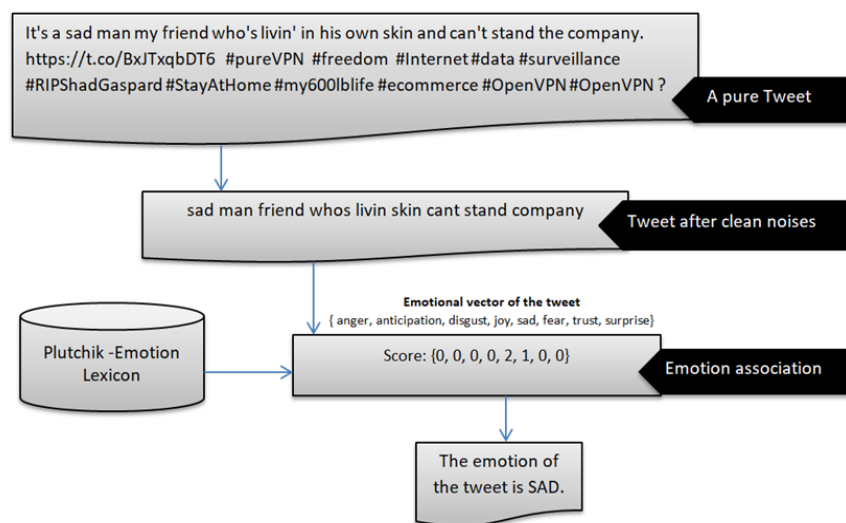 It's a sad man my friend who's livin' in his own skin and can't stand the company.
https://t.co/BxJTxqbDT6 #pureVPN #freedom #Internet #data #surveillance
#RIPShadGaspard #StayAtHome #my600lblife #ecommerce #OpenVPN #OpenVPN ?
A pure Tweet
sad man friend whos livin skin cant stand company
Tweet after clean noises
Emotional vector of the tweet
{ anger, anticipation, disgust, joy, sad, fear, trust, surprise}
Plutchik -Emotion
Lexicon
Score: {0, 0, 0, 0, 2, 1, 0, 0}
Emotion association
The emotion of
the tweet is SAD.